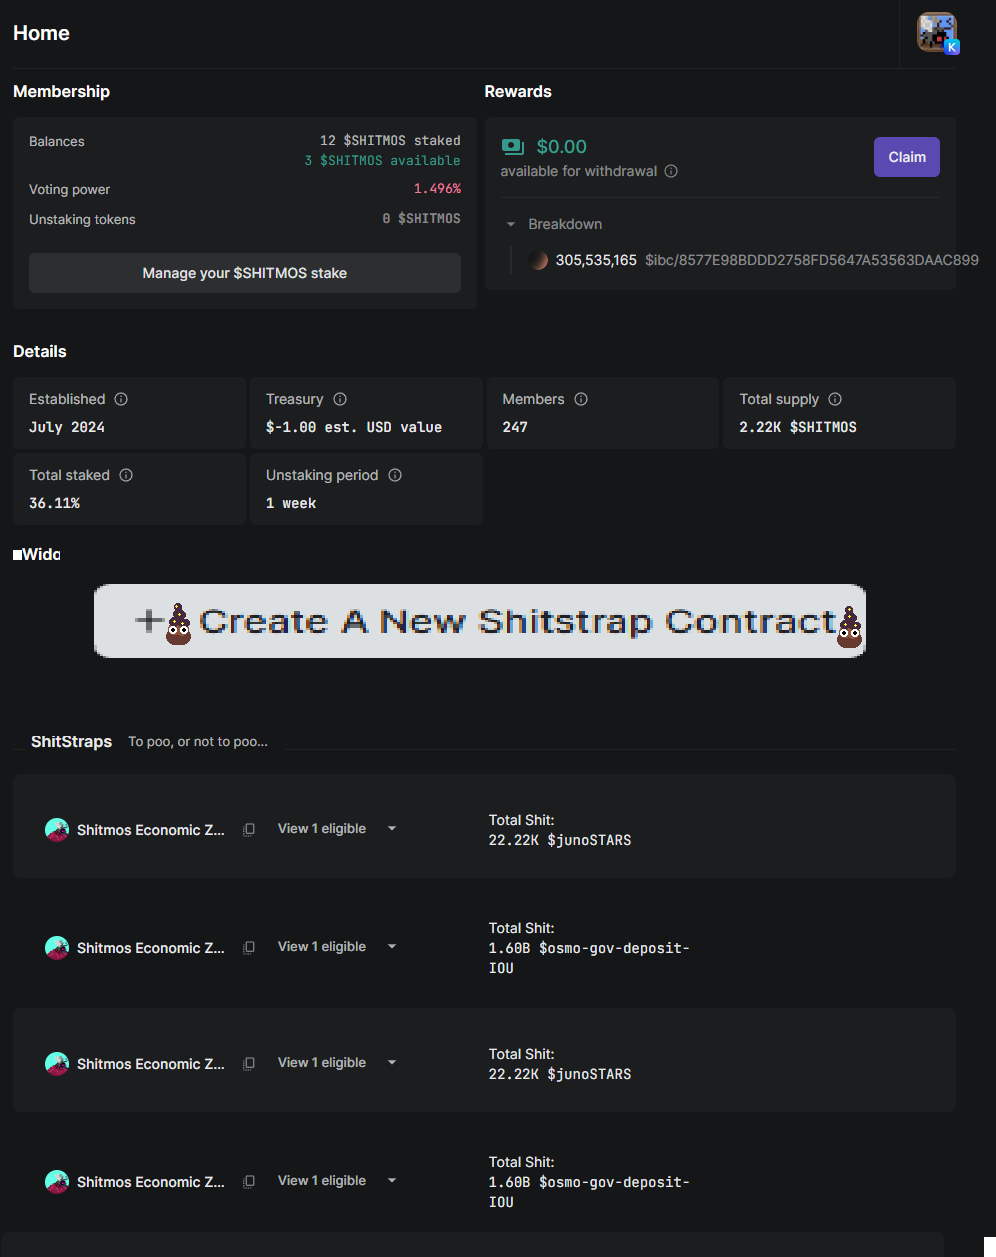 Home
K
Membership
Rewards
Balances
12 $SHITMOS staked
3 $SHITMOS available
Voting power
1.496%
Unstaking tokens
0 $SHITMOS
Manage your $SHITMOS stake
$0.00
available for withdrawal
Claim
Breakdown
305,535,165 $ibc/8577E98BDDD2758FD5647A53563DAAC899
Details
Established
July 2024
Treasury
$-1.00 est. USD value
Members
247
Total supply
2.22K $SHITMOS
Total staked
36.11%
Unstaking period
1 week
+ Create A New Shitstrap Contract
ShitStraps To poo, or not to poo...
Shitmos Economic Z... View 1 eligible
Total Shit:
22.22K $junoSTARS
Shitmos Economic Z... View 1 eligible
Total Shit:
1.60B $osmo-gov-deposit-
IOU
Shitmos Economic Z... View 1 eligible
Total Shit:
22.22K $junoSTARS
Shitmos Economic Z... View 1 eligible
Total Shit:
1.60B $osmo-gov-deposit-
IOU